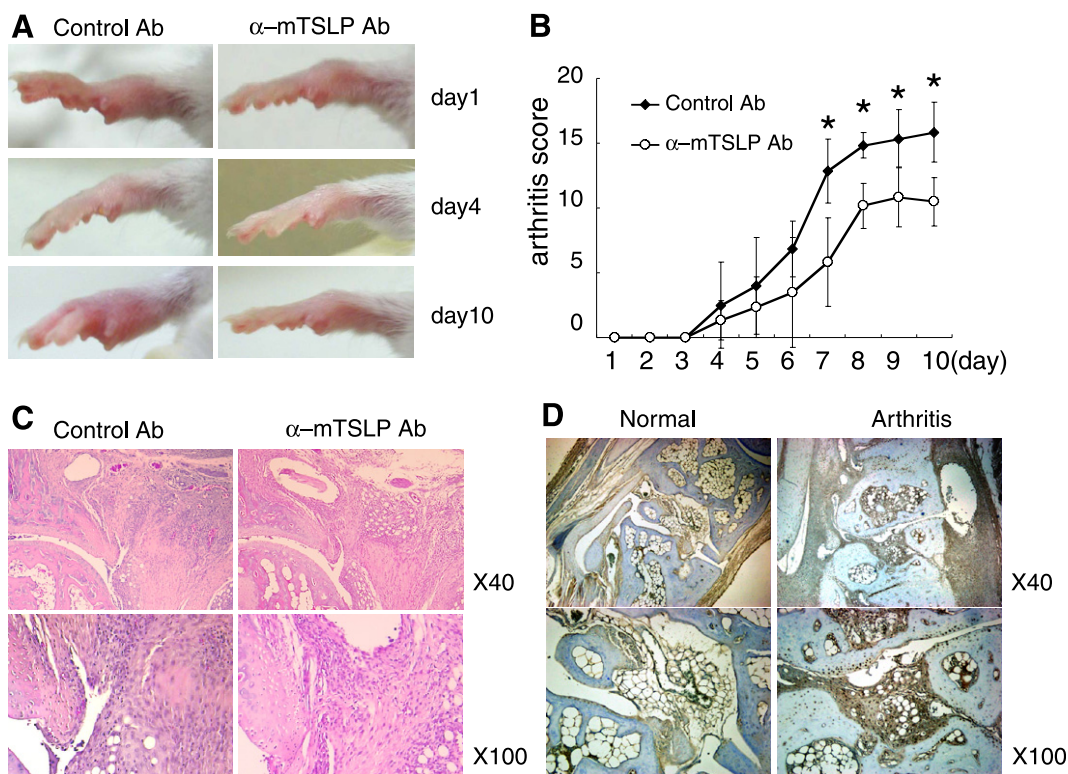 A
Control Ab
α–mTSLP Ab
day1
day4
day10
B
arthritis score
20
15
10
5
0
Control Ab
α–mTSLP Ab
* * * *
1 2 3 4 5 6 7 8 9 10(day)
C
Control Ab
α–mTSLP Ab
X40
X100
D
Normal
Arthritis
X40
X100